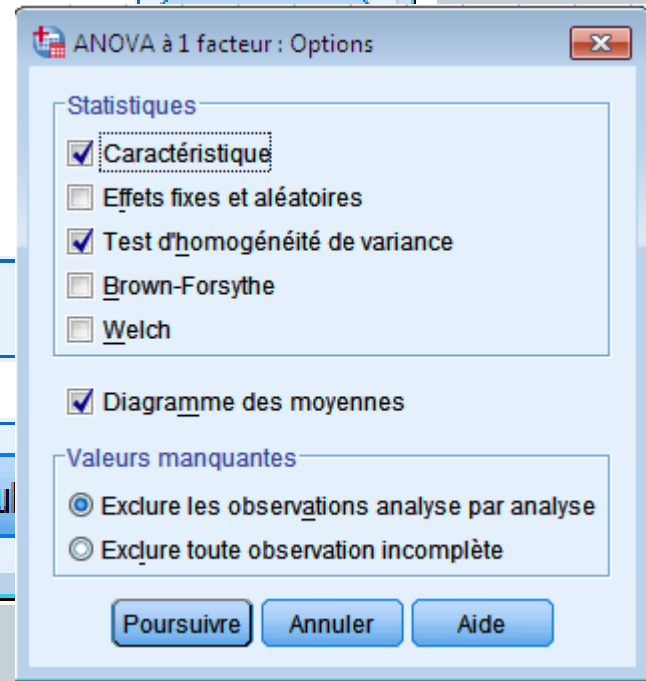 ANOVA à 1 facteur : Options
Statistiques
Caractéristique
Effets fixes et aléatoires
Test d'homogénéité de variance
Brown-Forsythe
Welch
Diagramme des moyennes
Valeurs manquantes
Exclure les observations analyse par analyse
Exclure toute observation incomplète
Poursuivre Annuler Aide